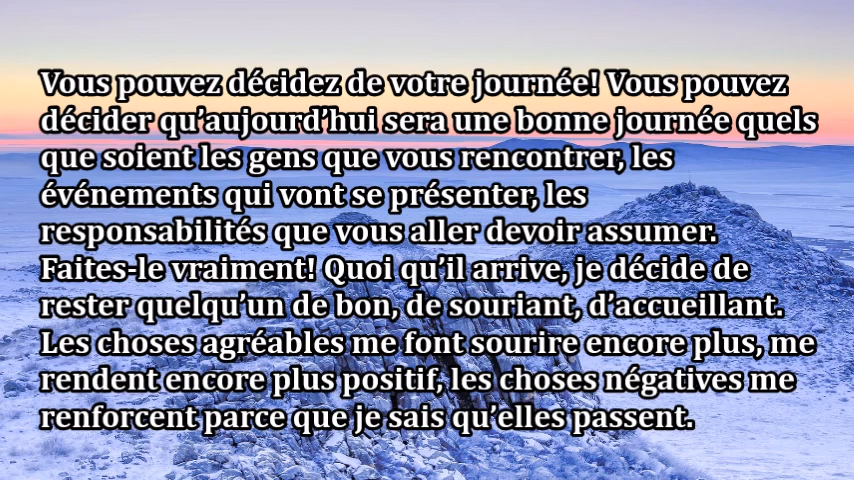 Vous pouvez décidez de votre journée! Vous pouvez
décider qu’aujourd’hui sera une bonne journée quels
que soient les gens que vous rencontrer, les
événements qui vont se présenter, les
responsabilités que vous aller devoir assumer.
Faites-le vraiment! Quoi qu’il arrive, je décide de
rester quelqu’un de bon, de souriant, d’accueillant.
Les choses agréables me font sourire encore plus, me
rendent encore plus positif, les choses négatives me
renforcent parce que je sais qu’elles passent.